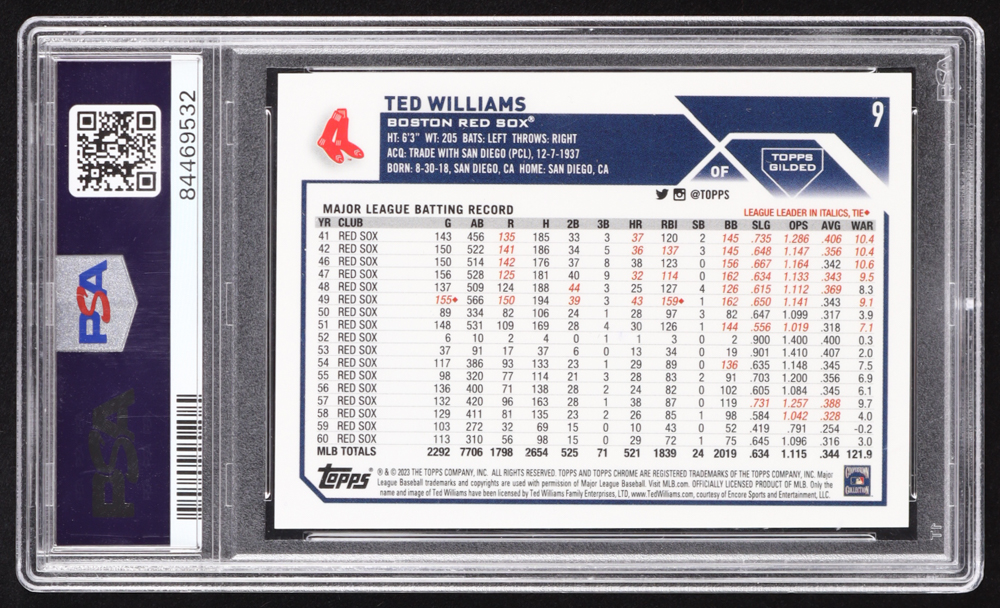 84469532
PSA
PSA
TED WILLIAMS
9
BOSTON RED SOX®
HT: 6'3" WT: 205 BATS: LEFT THROWS: RIGHT
ACQ: TRADE WITH SAN DIEGO (PCL), 12-7-1937
BORN: 8-30-18, SAN DIEGO, CA HOME: SAN DIEGO, CA
OF
TOPPS
GILDED
@TOPPS
MAJOR LEAGUE BATTING RECORD
LEAGUE LEADER IN ITALICS, TIE♦
YR CLUB G AB R H 2B 3B HR RBI SB BB SLG OPS AVG WAR
41 RED SOX 143 456 135 185 33 3 37 120 2 145 .735 1.286 .406 10.4
42 RED SOX 150 522 141 186 34 5 36 137 3 145 .648 1.147 .356 10.4
46 RED SOX 150 514 142 176 37 8 38 123 0 156 .667 1.164 .342 10.6
47 RED SOX 156 528 125 181 40 9 32 114 0 162 .634 1.133 .343 9.5
48 RED SOX 137 509 124 188 44 3 25 127 4 126 .615 1.112 .369 8.3
49 RED SOX 155♦ 566 150 194 39 3 43 159♦ 1 162 .650 1.141 .343 9.1
50 RED SOX 89 334 82 106 24 1 28 97 3 82 .647 1.099 .317 3.9
51 RED SOX 148 531 109 169 28 4 30 126 1 144 .556 1.019 .318 7.1
52 RED SOX 6 10 2 4 0 1 1 3 0 2 .900 1.400 .400 0.3
53 RED SOX 37 91 17 37 6 0 13 34 0 19 .901 1.410 .407 2.0
54 RED SOX 117 386 93 133 23 1 29 89 0 136 .635 1.148 .345 7.5
55 RED SOX 98 320 77 114 21 3 28 83 2 91 .703 1.200 .356 6.9
56 RED SOX 136 400 71 138 28 2 24 82 0 102 .605 1.084 .345 6.1
57 RED SOX 132 420 96 163 28 1 38 87 0 119 .731 1.257 .388 9.7
58 RED SOX 129 411 81 135 23 2 26 85 1 98 .584 1.042 .328 4.0
59 RED SOX 103 272 32 69 15 0 10 43 0 52 .419 .791 .254 -0.2
60 RED SOX 113 310 56 98 15 0 29 72 1 75 .645 1.096 .316 3.0
MLB TOTALS 2292 7706 1798 2654 525 71 521 1839 24 2019 .634 1.115 .344 121.9
Topps
® & © 2023 THE TOPPS COMPANY, INC. ALL RIGHTS RESERVED. TOPPS AND TOPPS CHROME ARE REGISTERED TRADEMARKS OF THE TOPPS COMPANY, INC. Major
League Baseball trademarks and copyrights are used with permission of Major League Baseball. Visit MLB.com. OFFICIALLY LICENSED PRODUCT OF MLB. Only the
name and image of Ted Williams have been licensed by Ted Williams Family Enterprises, LTD, www.TedWilliams.com, courtesy of Encore Sports and Entertainment, LLC.
COOPERSTOWN
COLLECTION
PSA